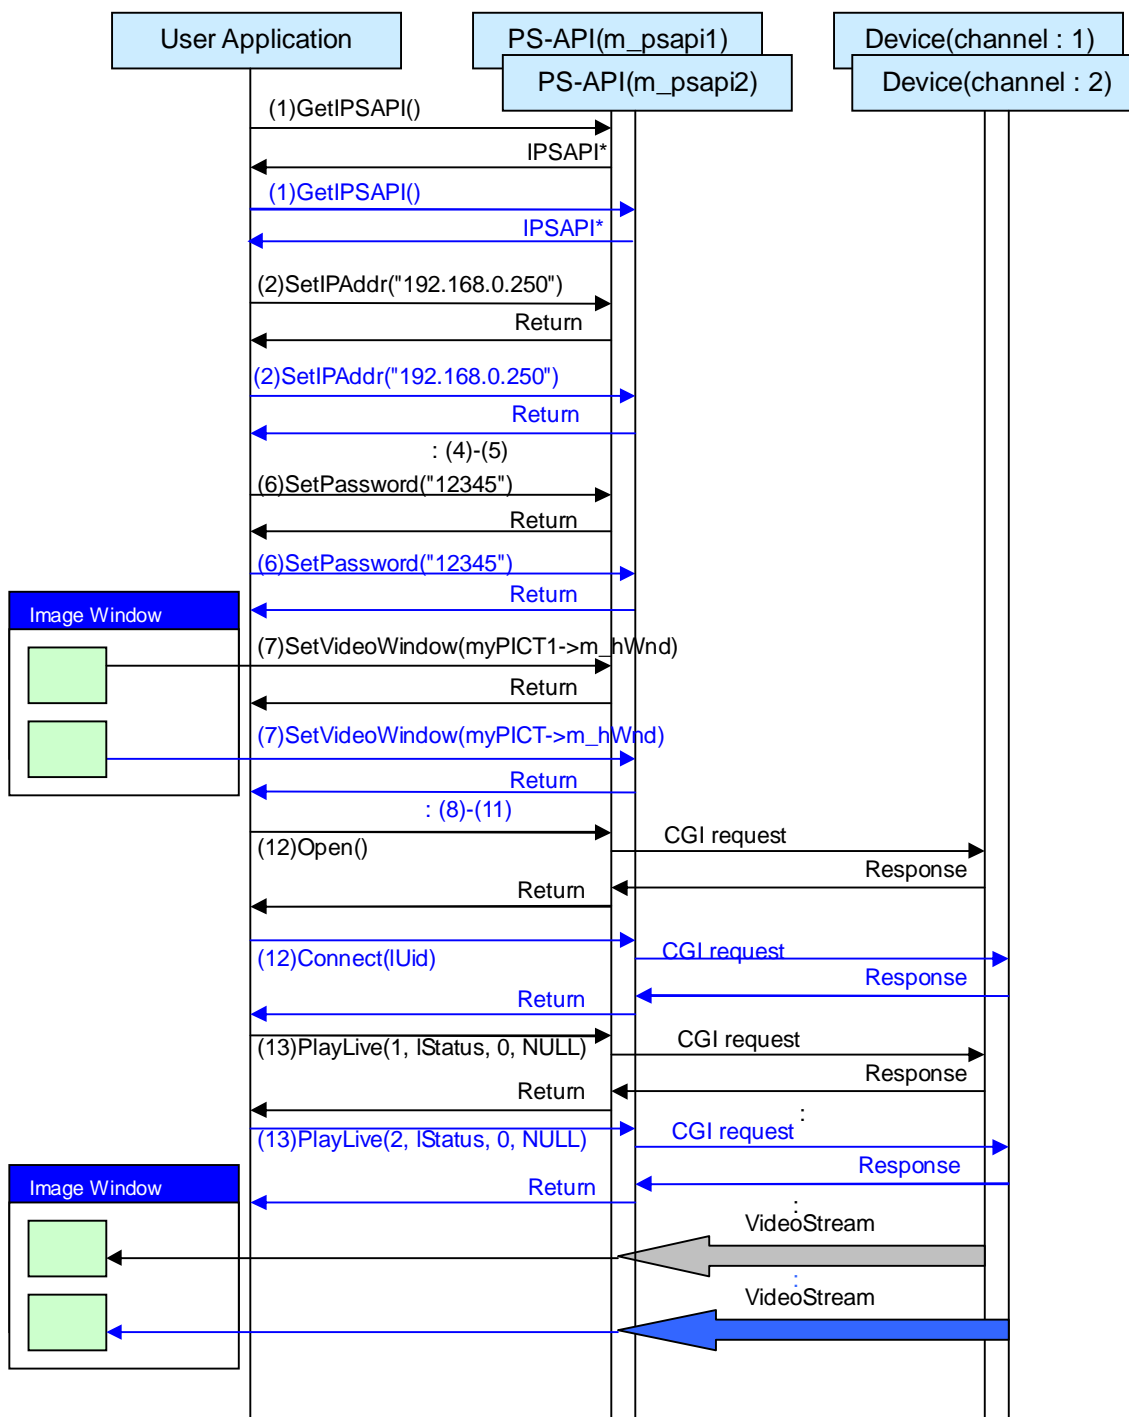 User Application
PS-API(m_psapi1)
Device(channel : 1)
PS-API(m_psapi2)
Device(channel : 2)
(1)GetIPSAPI()
IPSAPI*
(1)GetIPSAPI()
IPSAPI*
(2)SetIPAddr("192.168.0.250")
Return
(2)SetIPAddr("192.168.0.250")
Return
: (4)-(5)
(6)SetPassword("12345")
Return
(6)SetPassword("12345")
Return
Image Window
(7)SetVideoWindow(myPICT1->m_hWnd)
Return
(7)SetVideoWindow(myPICT->m_hWnd)
Return
: (8)-(11)
(12)Open()
CGI request
Response
Return
(12)Connect(lUid)
CGI request
Response
Return
(13)PlayLive(1, lStatus, 0, NULL)
CGI request
Response
Return
:
(13)PlayLive(2, lStatus, 0, NULL)
CGI request
Response
Return
Image Window
:
VideoStream
:
VideoStream